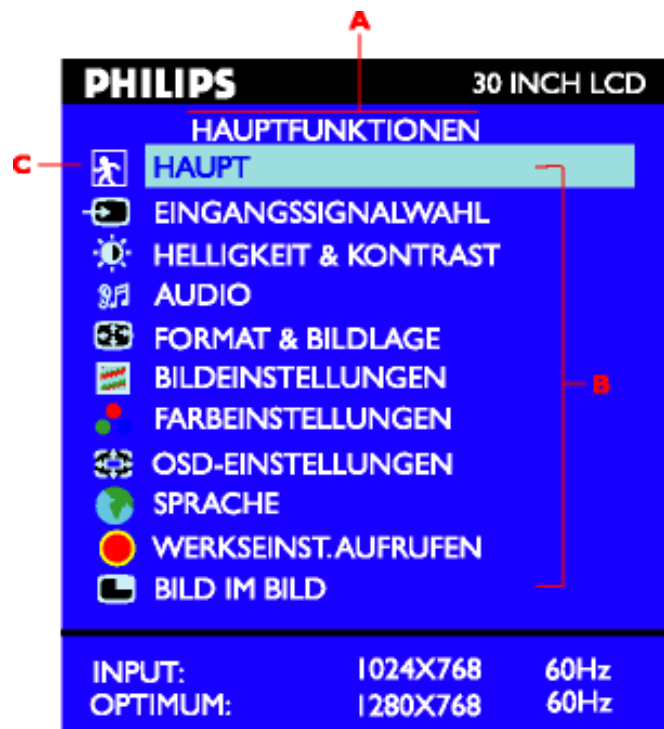 A
PHILIPS 30 INCH LCD
HAUPTFUNKTIONEN
C HAUPT
EINGANGSSIGNALWAHL
HELLIGKEIT & KONTRAST
AUDIO
FORMAT & BILDLAGE
BILDEINSTELLUNGEN
B
FARBEINSTELLUNGEN
OSD-EINSTELLUNGEN
SPRACHE
WERKSEINST.AUFRUFEN
BILD IM BILD
INPUT: 1024X768 60Hz
OPTIMUM: 1280X768 60Hz